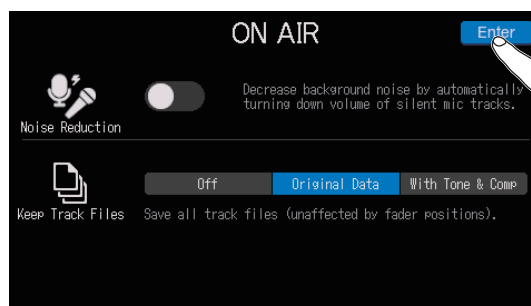 ON AIR
Enter
Decrease background noise by automatically
turning down volume of silent mic tracks.
Noise Reduction
Off
Original Data
With Tone & Comp
Keep Track Files
Save all track files (unaffected by fader positions).